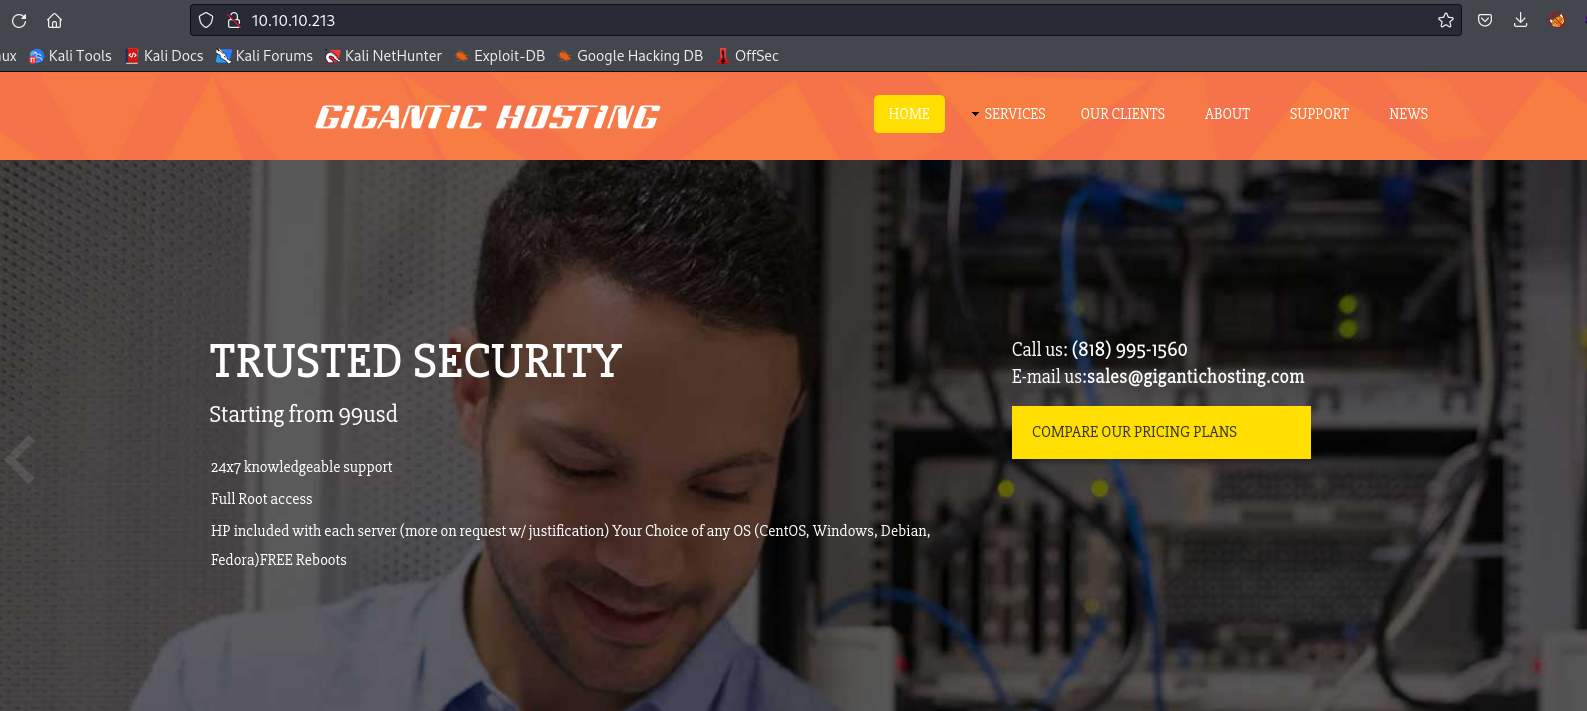 10.10.10.213
ux Kali Tools Kali Docs Kali Forums Kali NetHunter Exploit-DB Google Hacking DB OffSec
GIGANTIC HOSTING HOME SERVICES OUR CLIENTS ABOUT SUPPORT NEWS
TRUSTED SECURITY
Starting from 99usd
24x7 knowledgeable support
Full Root access
HP included with each server (more on request w/ justification) Your Choice of any OS (CentOS, Windows, Debian,
Fedora)FREE Reboots
Call us: (818) 995-1560
E-mail us:sales@gigantichosting.com
COMPARE OUR PRICING PLANS